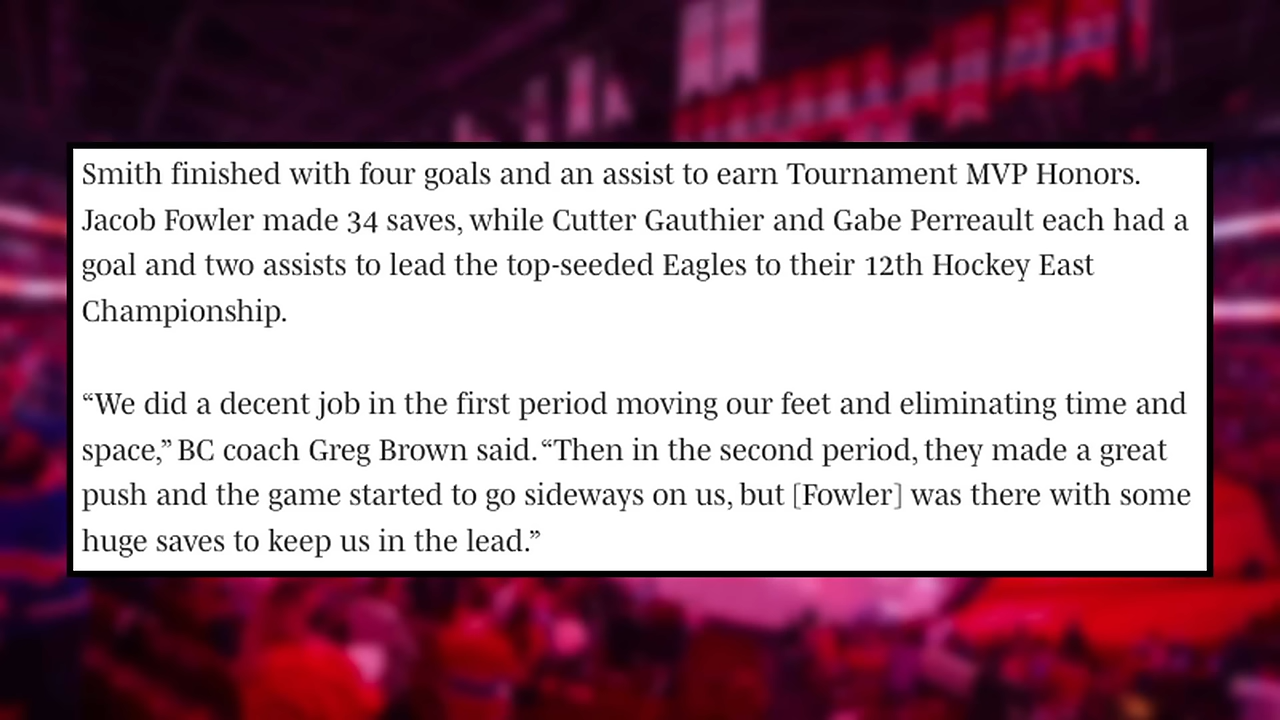 Smith finished with four goals and an assist to earn Tournament MVP Honors.
Jacob Fowler made 34 saves, while Cutter Gauthier and Gabe Perreault each had a
goal and two assists to lead the top-seeded Eagles to their 12th Hockey East
Championship.
“We did a decent job in the first period moving our feet and eliminating time and
space,” BC coach Greg Brown said. “Then in the second period, they made a great
push and the game started to go sideways on us, but [Fowler] was there with some
huge saves to keep us in the lead.”